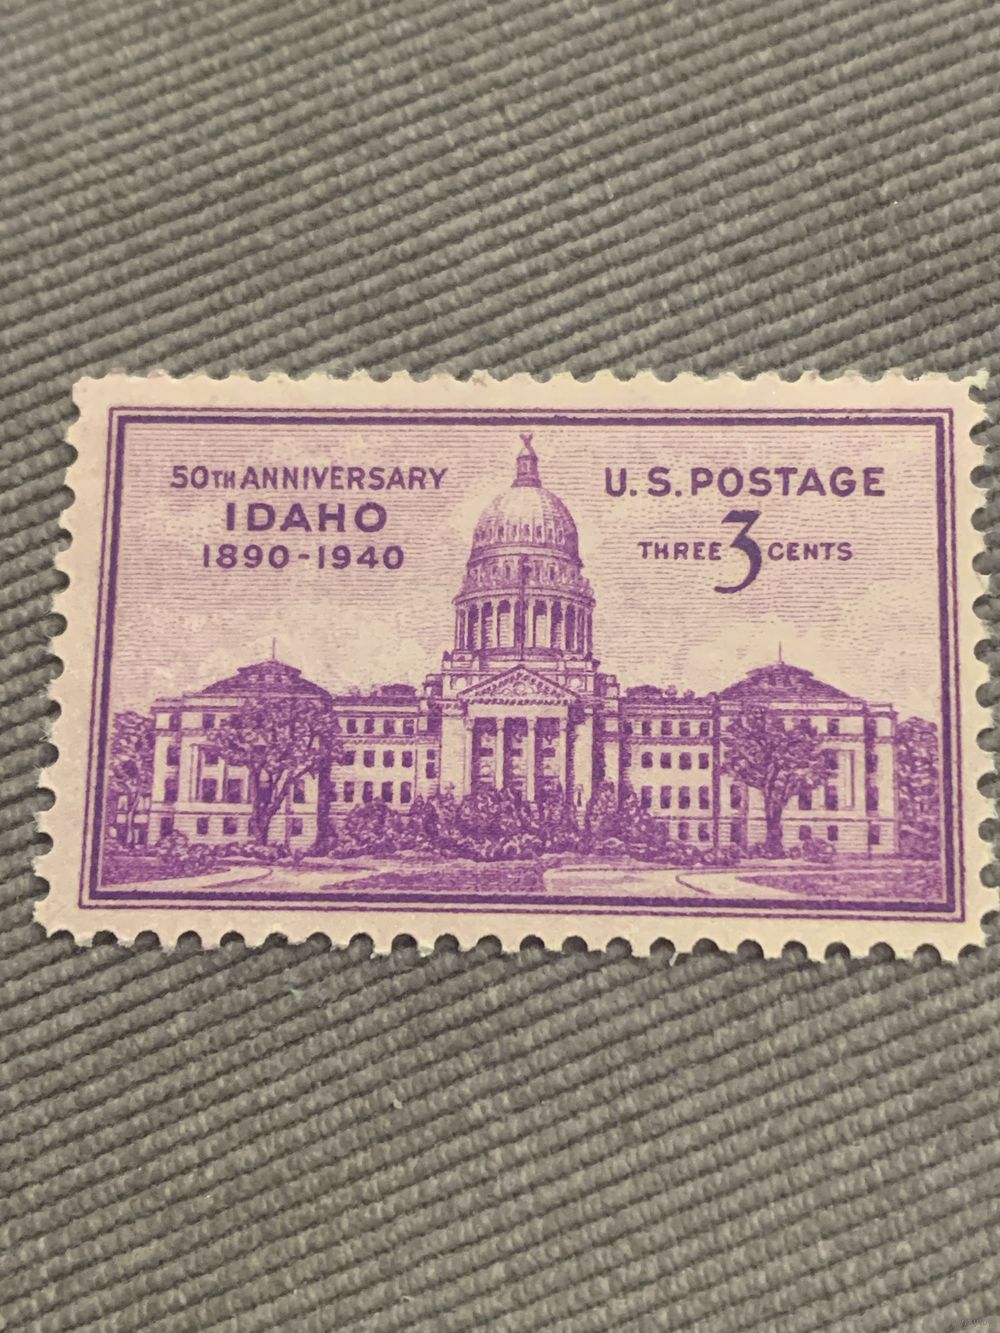 50TH ANNIVERSARY
IDAHO
1890-1940
U.S. POSTAGE
THREE 3 CENTS